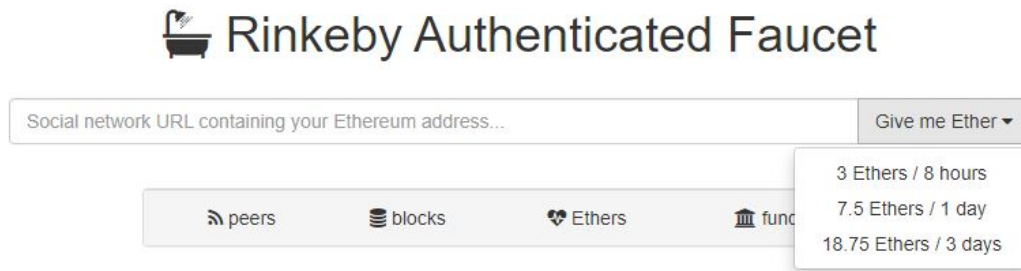 Rinkeby Authenticated Faucet
Social network URL containing your Ethereum address...
Give me Ether
3 Ethers / 8 hours
7.5 Ethers / 1 day
18.75 Ethers / 3 days
peers blocks Ethers fund